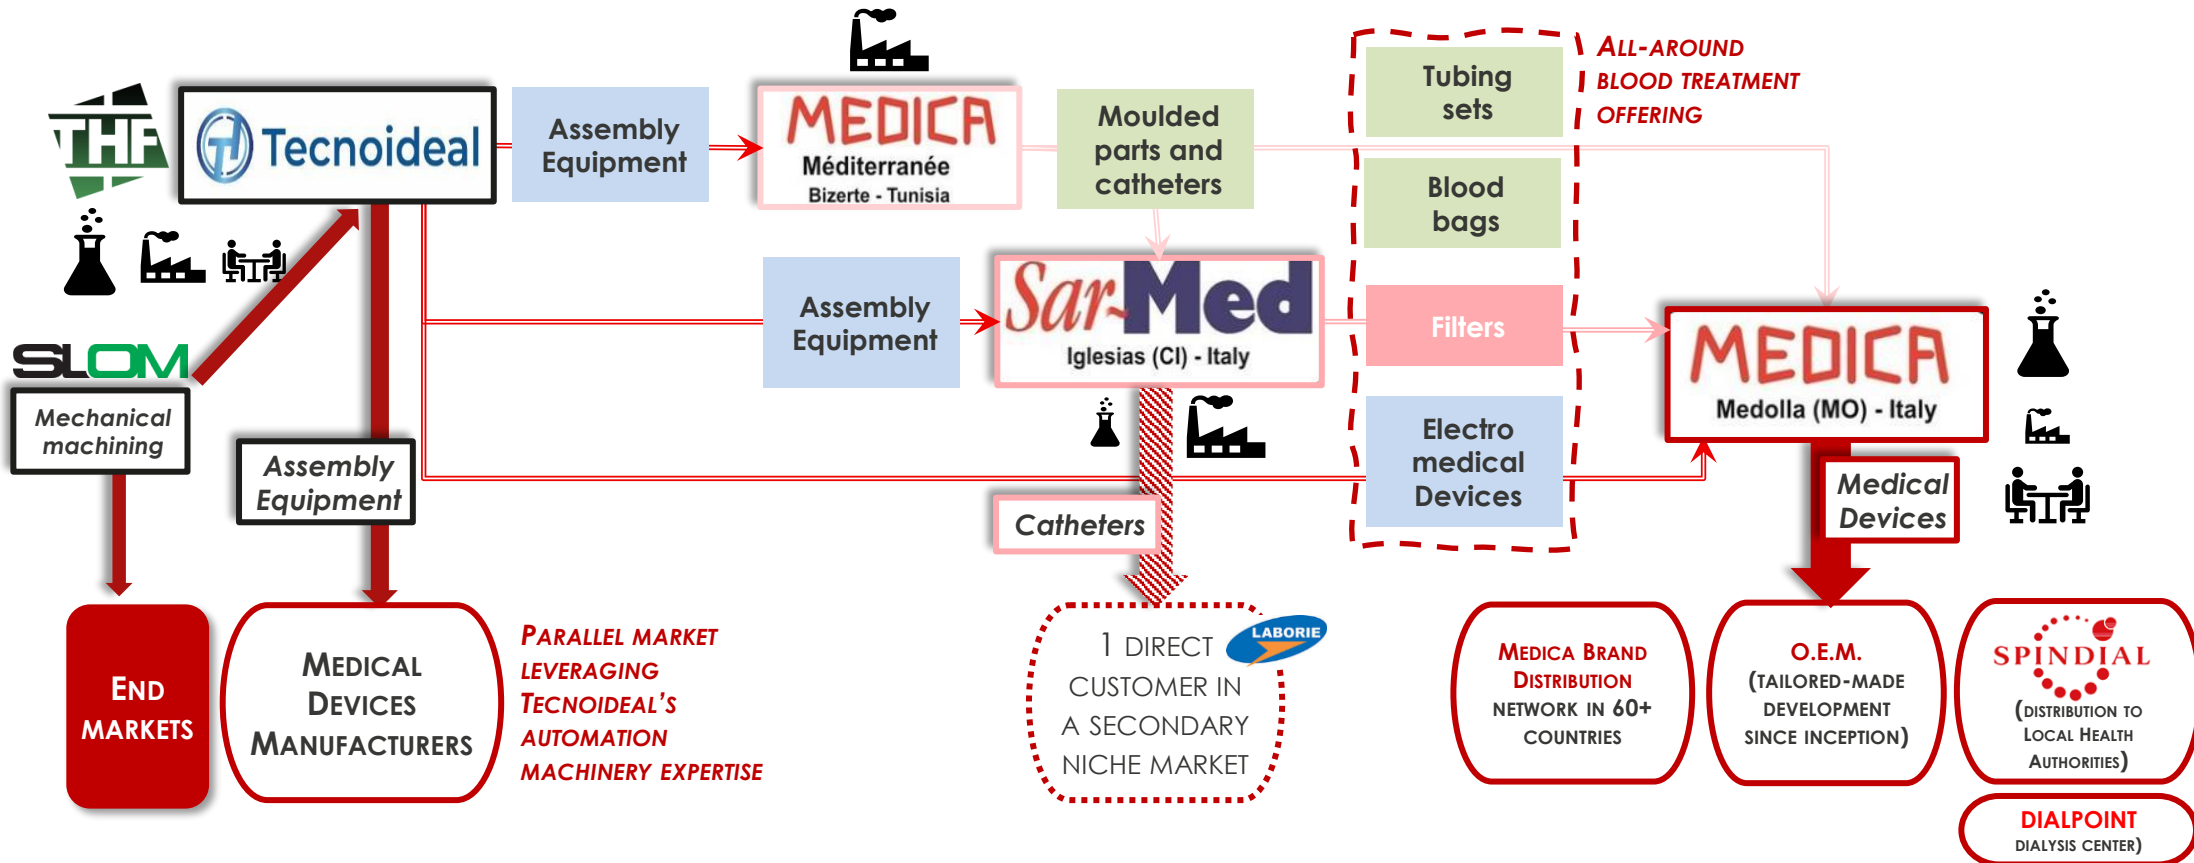 THF
Tecnoideal
Assembly
Equipment
MEDICA
Méditerranée
Bizerte - Tunisia
Moulded
parts and
catheters
Tubing
sets
Blood
bags
Filters
Electro
medical
Devices
ALL-AROUND
BLOOD TREATMENT
OFFERING
SLOM
Mechanical
machining
Assembly
Equipment
Assembly
Equipment
Sar-Med
Iglesias (CI) - Italy
Catheters
MEDICA
Medolla (MO) - Italy
Medical
Devices
END
MARKETS
MEDICAL
DEVICES
MANUFACTURERS
PARALLEL MARKET
LEVERAGING
TECNOIDEAL'S
AUTOMATION
MACHINERY EXPERTISE
1 DIRECT
CUSTOMER IN
A SECONDARY
NICHE MARKET
LABORIE
MEDICA BRAND
DISTRIBUTION
NETWORK IN 60+
COUNTRIES
O.E.M.
(TAILORED-MADE
DEVELOPMENT
SINCE INCEPTION)
SPINDIAL
(DISTRIBUTION TO
LOCAL HEALTH
AUTHORITIES)
DIALPOINT
DIALYSIS CENTER)